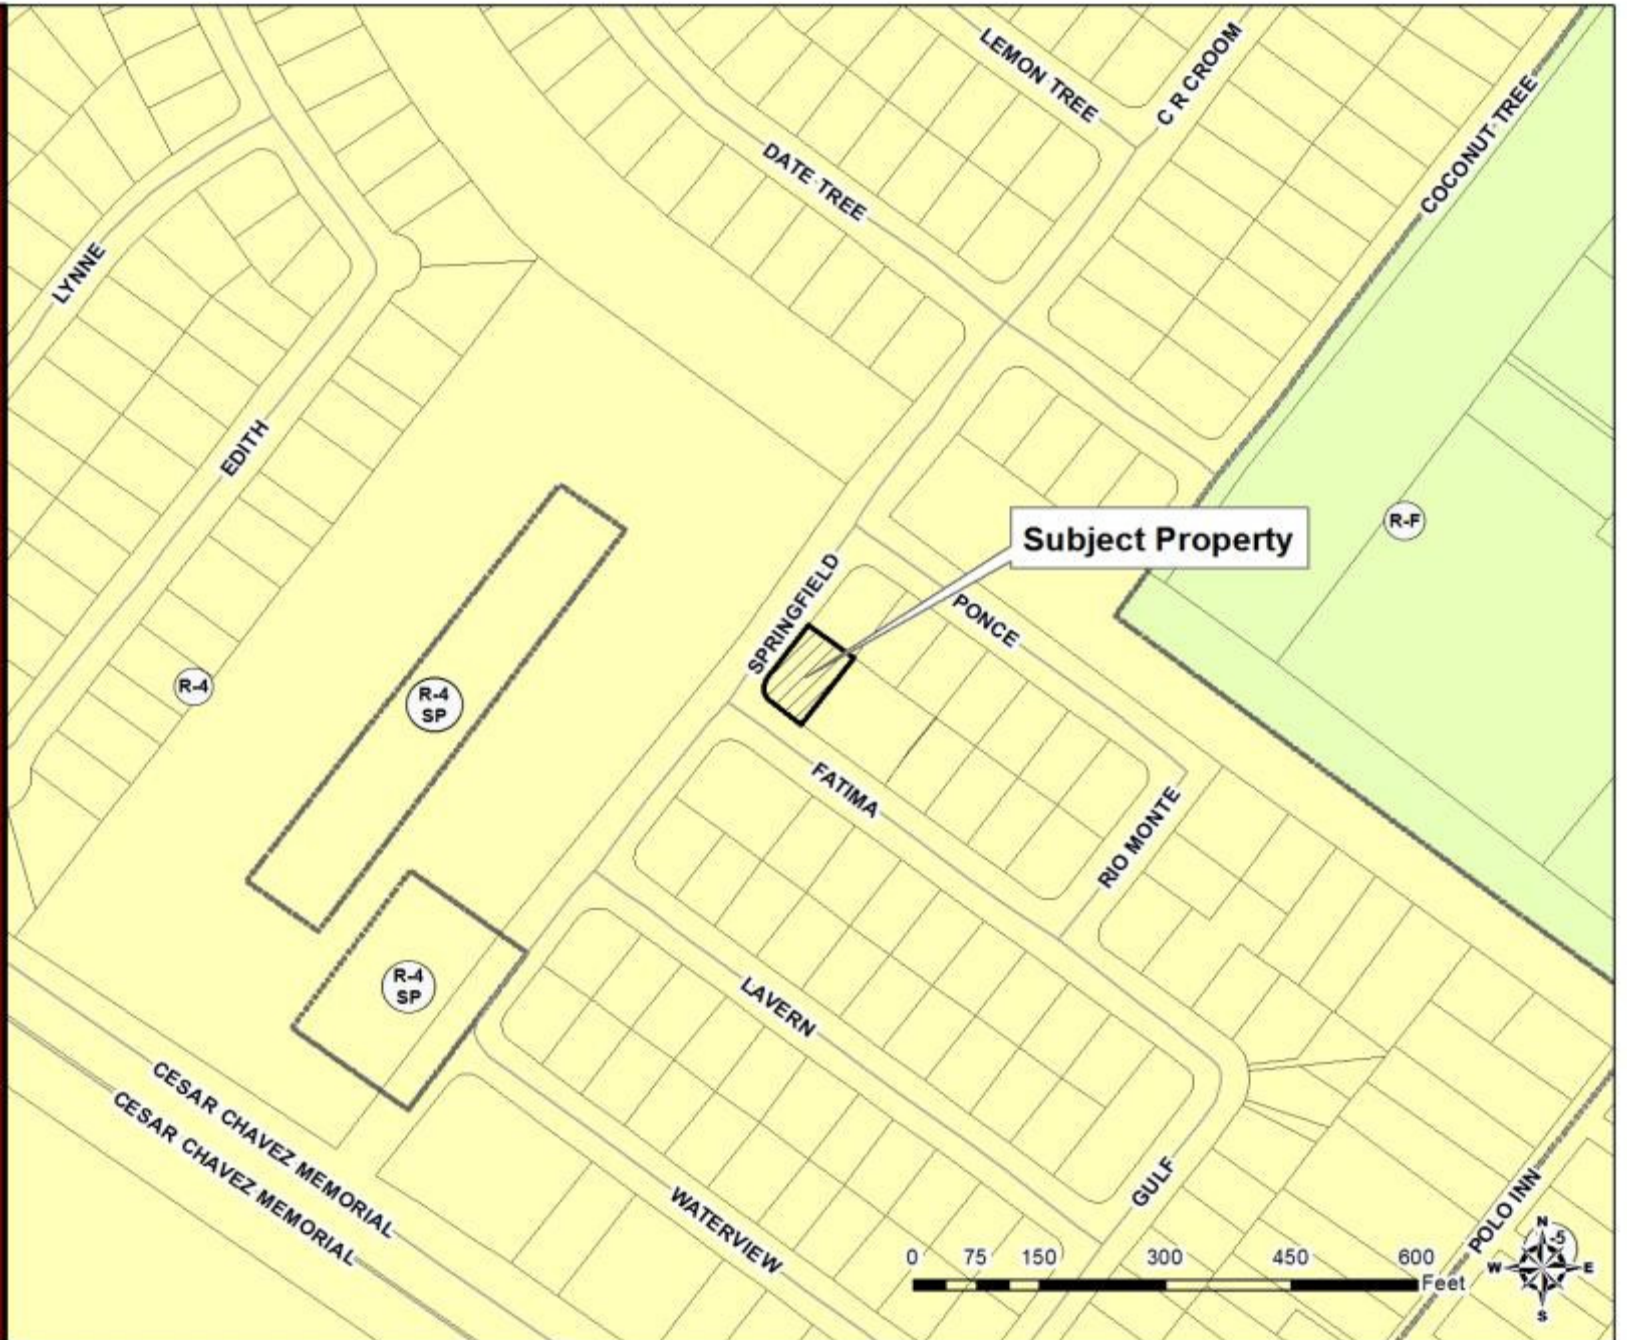 LEMON TREE
C R CROOM
COCONUT TREE
DATE TREE
LYNNE
EDITH
Subject Property
R-F
SPRINGFIELD
PONCE
R-4
R-4
SP
FATIMA
RIO MONTE
R-4
SP
LAVERN
CESAR CHAVEZ MEMORIAL
CESAR CHAVEZ MEMORIAL
WATERVIEW
GULF
POLO INN
0 75 150 300 450 600
Feet
N
-5
W E
S